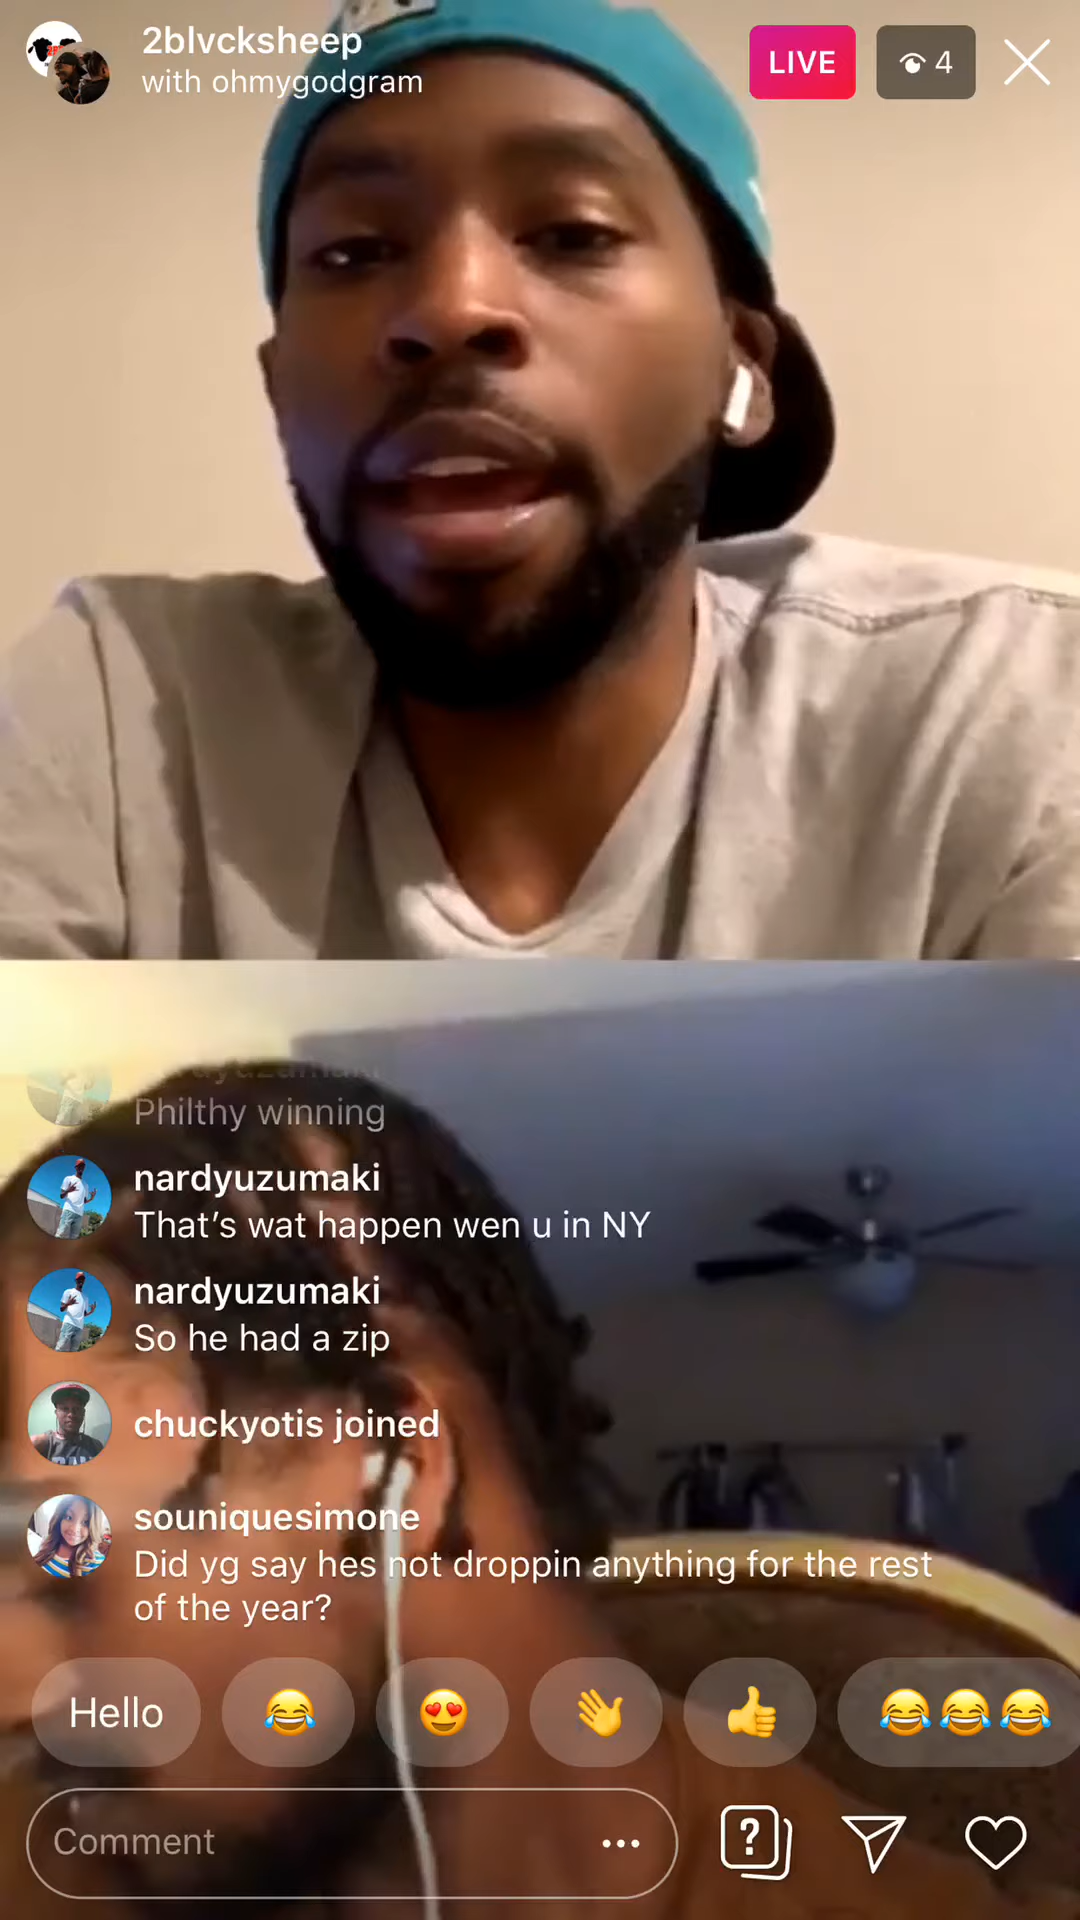 2blvcksheep
with ohmygodgram
LIVE
4
Philthy winning
nardyuzumaki
That’s wat happen wen u in NY
nardyuzumaki
So he had a zip
chuckyotis joined
souniquesimone
Did yg say hes not droppin anything for the rest
of the year?
Hello
Comment